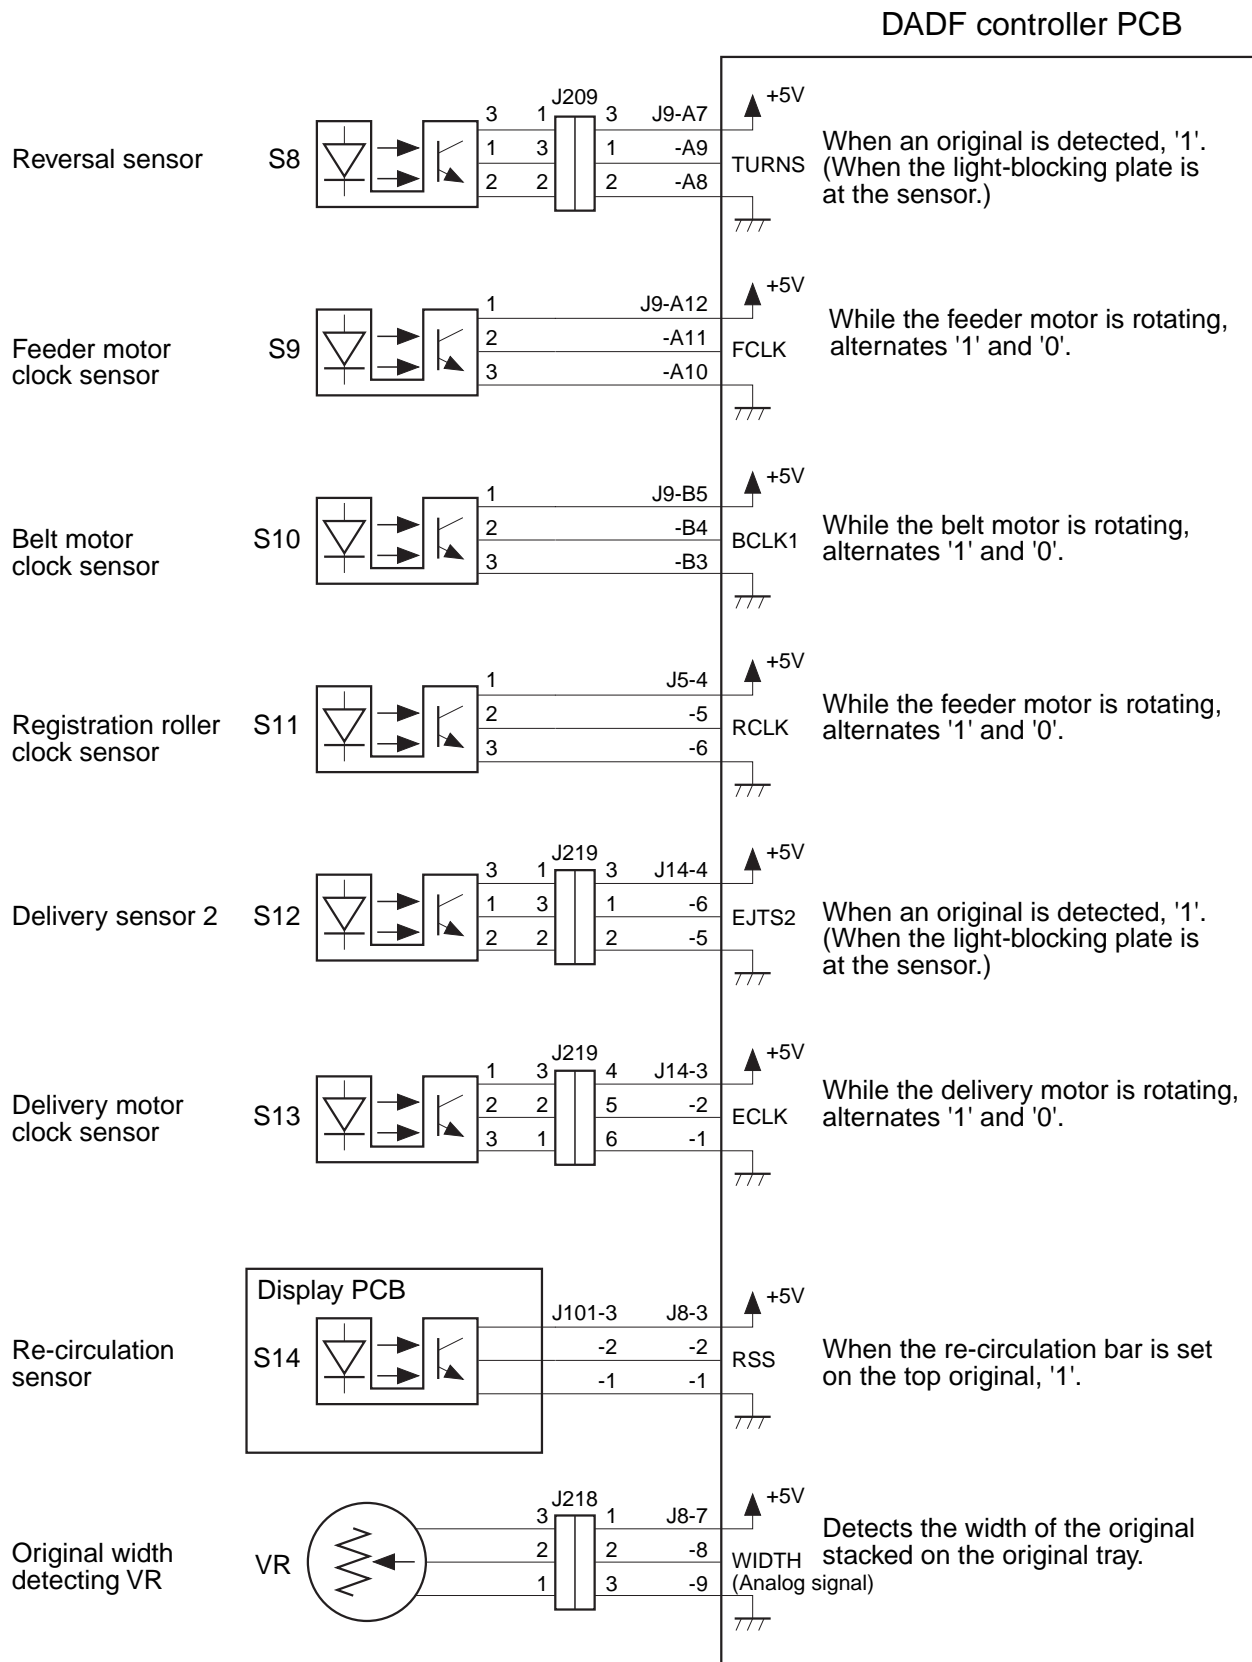 DADF controller PCB
Reversal sensor
S8
3 1 J209 3 J9-A7
1 3 1 -A9
2 2 2 -A8
+5V
TURNS
When an original is detected, '1'.
(When the light-blocking plate is
at the sensor.)
Feeder motor
clock sensor
S9
1 J9-A12
2 -A11
3 -A10
+5V
FCLK
While the feeder motor is rotating,
alternates '1' and '0'.
Belt motor
clock sensor
S10
1 J9-B5
2 -B4
3 -B3
+5V
BCLK1
While the belt motor is rotating,
alternates '1' and '0'.
Registration roller
clock sensor
S11
1 J5-4
2 -5
3 -6
+5V
RCLK
While the feeder motor is rotating,
alternates '1' and '0'.
Delivery sensor 2
S12
3 1 J219 3 J14-4
1 3 1 -6
2 2 2 -5
+5V
EJTS2
When an original is detected, '1'.
(When the light-blocking plate is
at the sensor.)
Delivery motor
clock sensor
S13
1 3 J219 4 J14-3
2 2 5 -2
3 1 6 -1
+5V
ECLK
While the delivery motor is rotating,
alternates '1' and '0'.
Display PCB
Re-circulation
sensor
S14
J101-3 J8-3
-2 -2
-1 -1
+5V
RSS
When the re-circulation bar is set
on the top original, '1'.
Original width
detecting VR
VR
3 J218 1 J8-7
2 2 -8
1 3 -9
+5V
WIDTH
(Analog signal)
Detects the width of the original
stacked on the original tray.